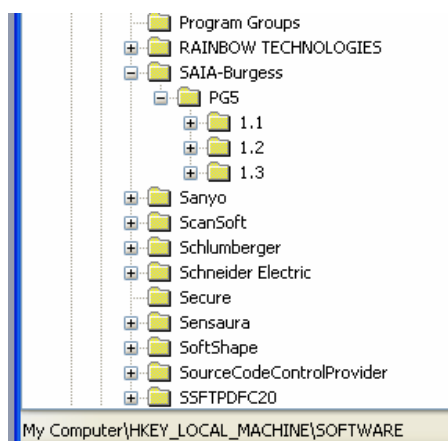 Program Groups
RAINBOW TECHNOLOGIES
SAIA-Burgess
PG5
1.1
1.2
1.3
Sanyo
ScanSoft
Schlumberger
Schneider Electric
Secure
Sensaura
SoftShape
SourceCodeControlProvider
SSFTPDFC20
My Computer\HKEY_LOCAL_MACHINE\SOFTWARE